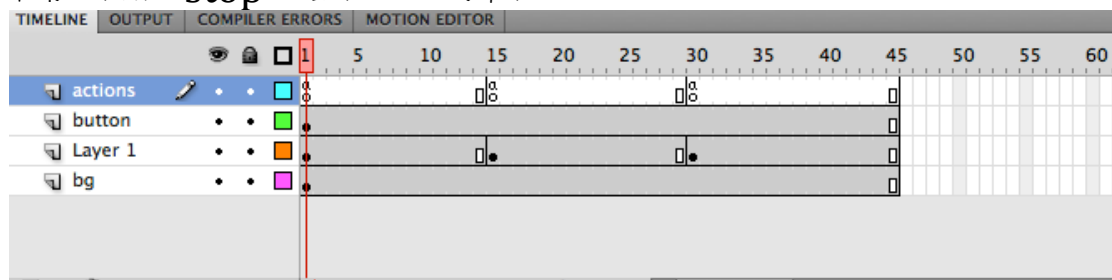 stop
TIMELINE OUTPUT COMPILER ERRORS MOTION EDITOR
1 5 10 15 20 25 30 35 40 45 50 55 60
actions
button
Layer 1
bg